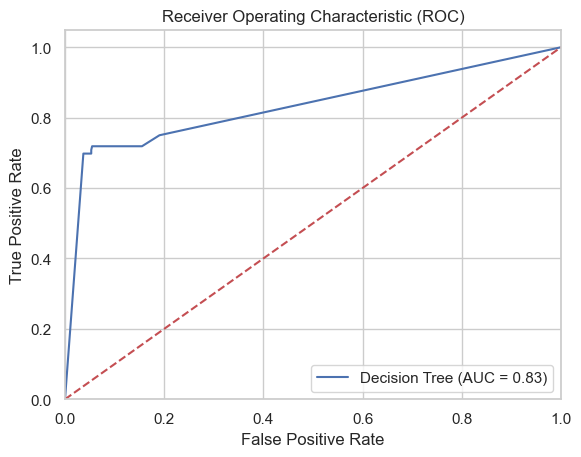 Receiver Operating Characteristic (ROC)
1.0
0.8
0.6
0.4
0.2
0.0
True Positive Rate
Decision Tree (AUC = 0.83)
0.0 0.2 0.4 0.6 0.8 1.0
False Positive Rate